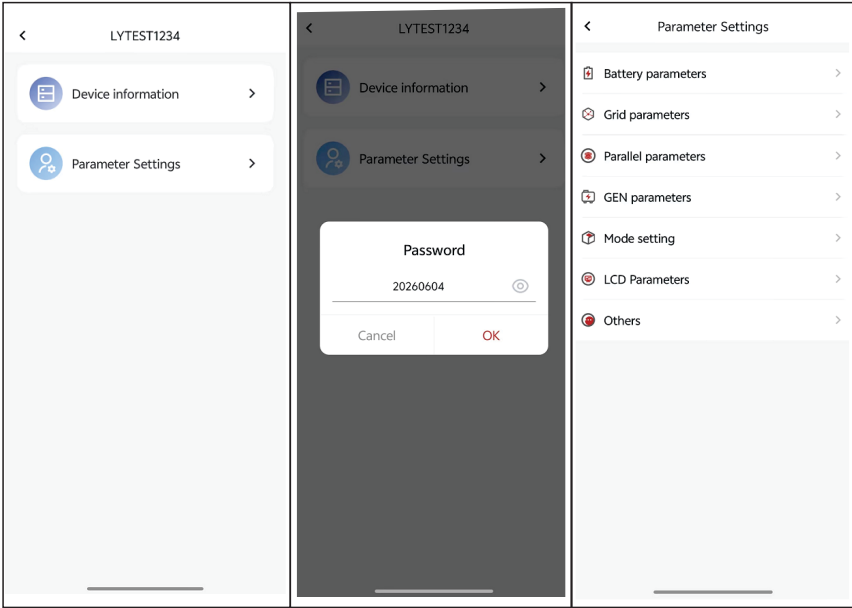 LYTEST1234
Device information
Parameter Settings
LYTEST1234
Device information
Parameter Settings
Password
20260604
Cancel OK
Parameter Settings
Battery parameters
Grid parameters
Parallel parameters
GEN parameters
Mode setting
LCD Parameters
Others